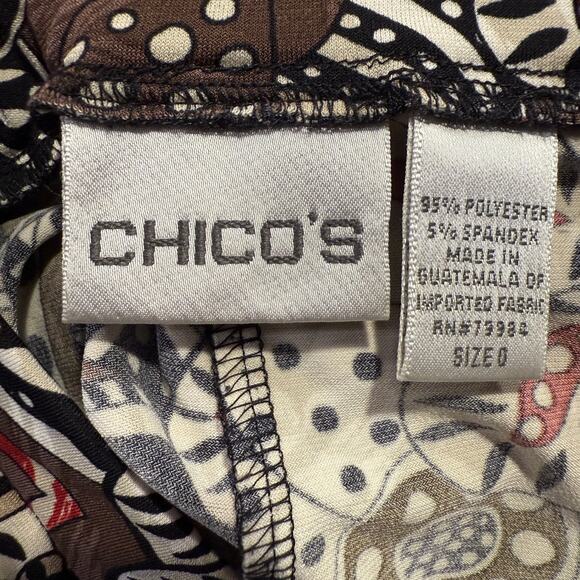 CHICO'S
95% POLYESTER
5% SPANDEX
MADE IN
GUATEMALA OF
IMPORTED FABRIC
RN#79984
SIZE 0